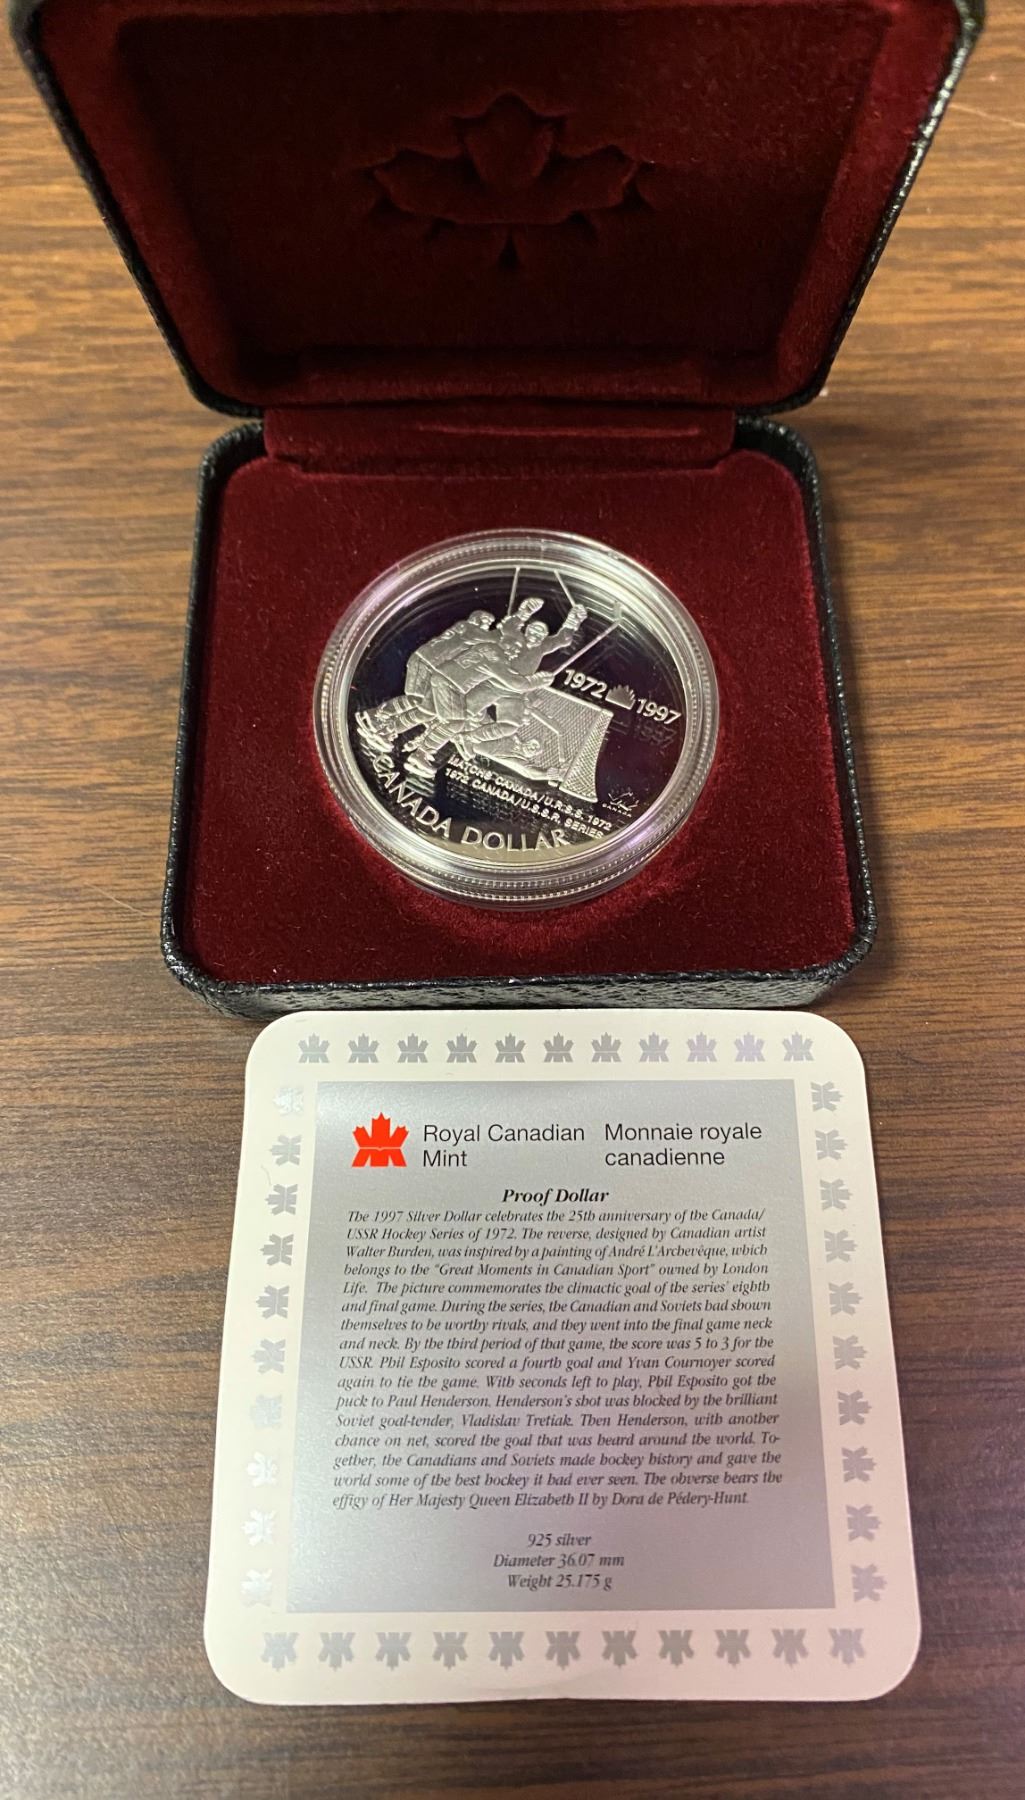 1972 1997
MATCHS CANADA/U.R.S.S. 1972
1972 CANADA/U.S.S.R. SERIES
CANADA DOLLAR
CANADA
Royal Canadian Mint
Monnaie royale canadienne
Proof Dollar
The 1997 Silver Dollar celebrates the 25th anniversary of the Canada/
USSR Hockey Series of 1972. The reverse, designed by Canadian artist
Walter Burden, was inspired by a painting of André L'Archevêque, which
belongs to the "Great Moments in Canadian Sport" owned by London
Life. The picture commemorates the climactic goal of the series' eighth
and final game. During the series, the Canadian and Soviets had shown
themselves to be worthy rivals, and they went into the final game neck
and neck. By the third period of that game, the score was 5 to 3 for the
USSR. Phil Esposito scored a fourth goal and Yvan Cournoyer scored
again to tie the game. With seconds left to play, Phil Esposito got the
puck to Paul Henderson. Henderson's shot was blocked by the brilliant
Soviet goal-tender, Vladislav Tretiak. Then Henderson, with another
chance on net, scored the goal that was heard around the world. To-
gether, the Canadians and Soviets made hockey history and gave the
world some of the best hockey it had ever seen. The obverse bears the
effigy of Her Majesty Queen Elizabeth II by Dora de Pédery-Hunt.
925 silver
Diameter 36.07 mm
Weight 25.175 g